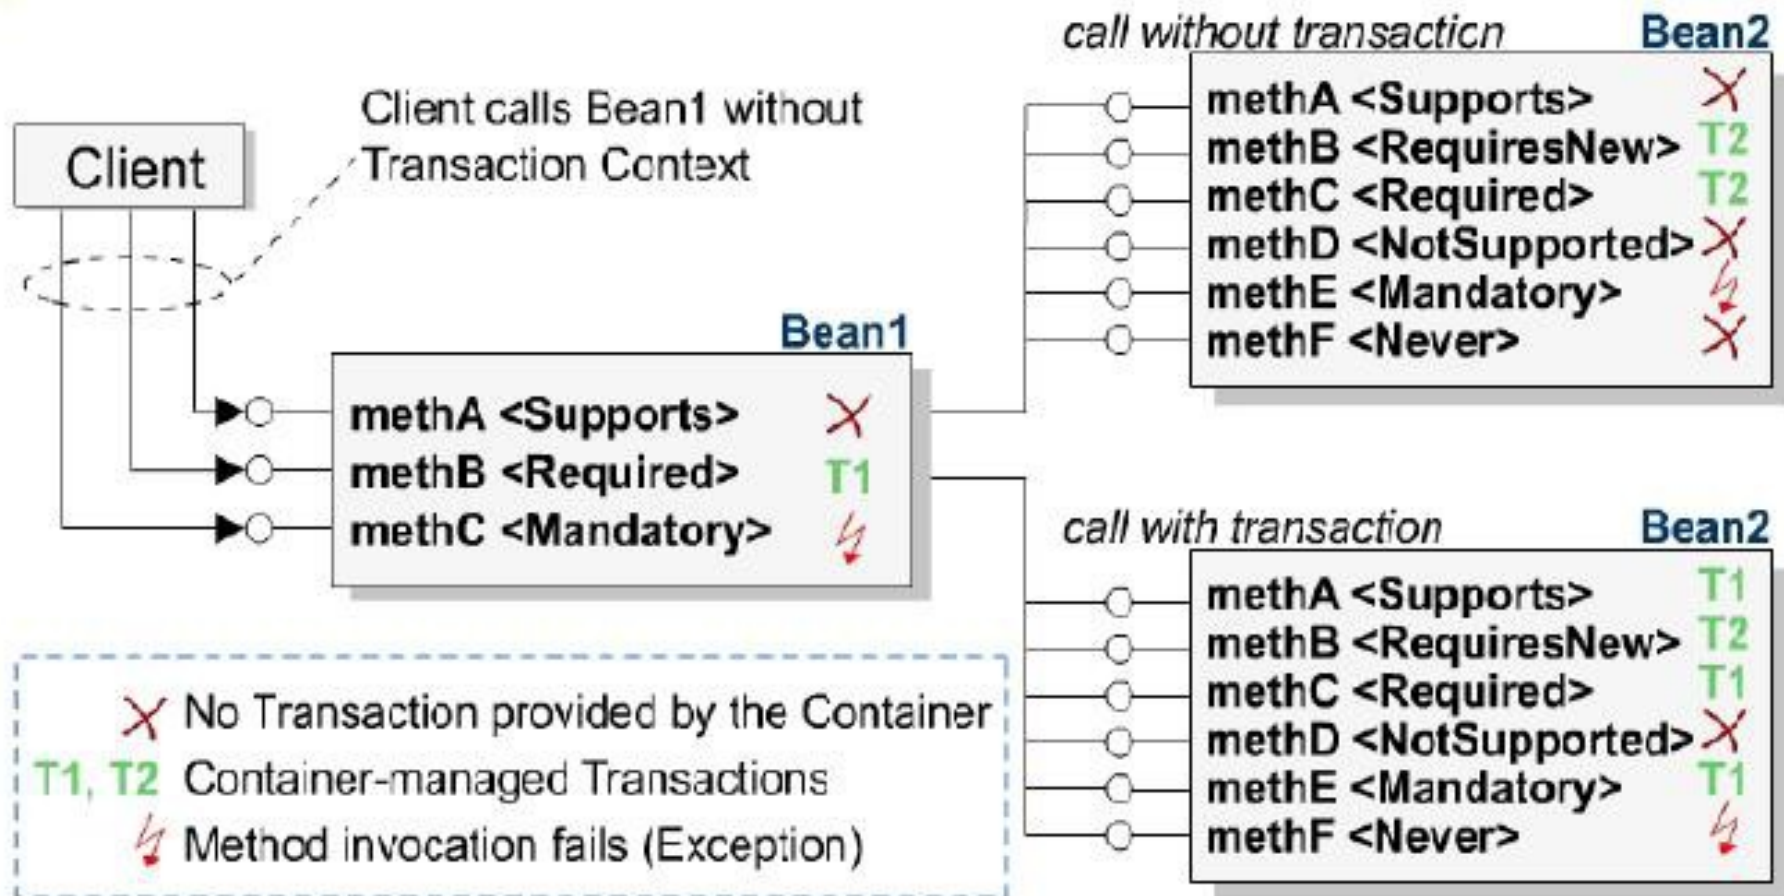 call without transaction
Bean2
methA <Supports>
methB <RequiresNew> T2
methC <Required> T2
methD <NotSupported>
methE <Mandatory>
methF <Never>
Client calls Bean1 without
Transaction Context
Client
Bean1
methA <Supports>
methB <Required> T1
methC <Mandatory>
call with transaction
Bean2
methA <Supports> T1
methB <RequiresNew> T2
methC <Required> T1
methD <NotSupported>
methE <Mandatory> T1
methF <Never>
No Transaction provided by the Container
T1, T2 Container-managed Transactions
Method invocation fails (Exception)